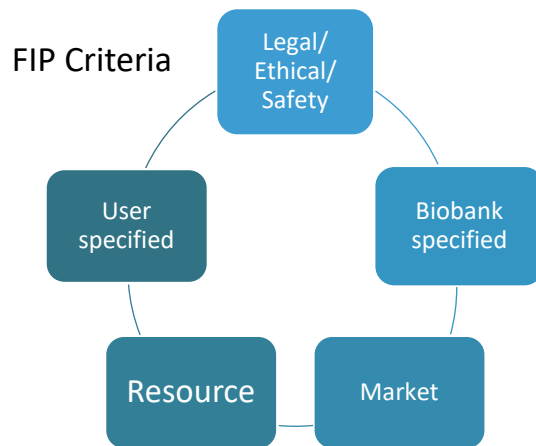 FIP Criteria
Legal/
Ethical/
Safety
User
specified
Biobank
specified
Resource
Market